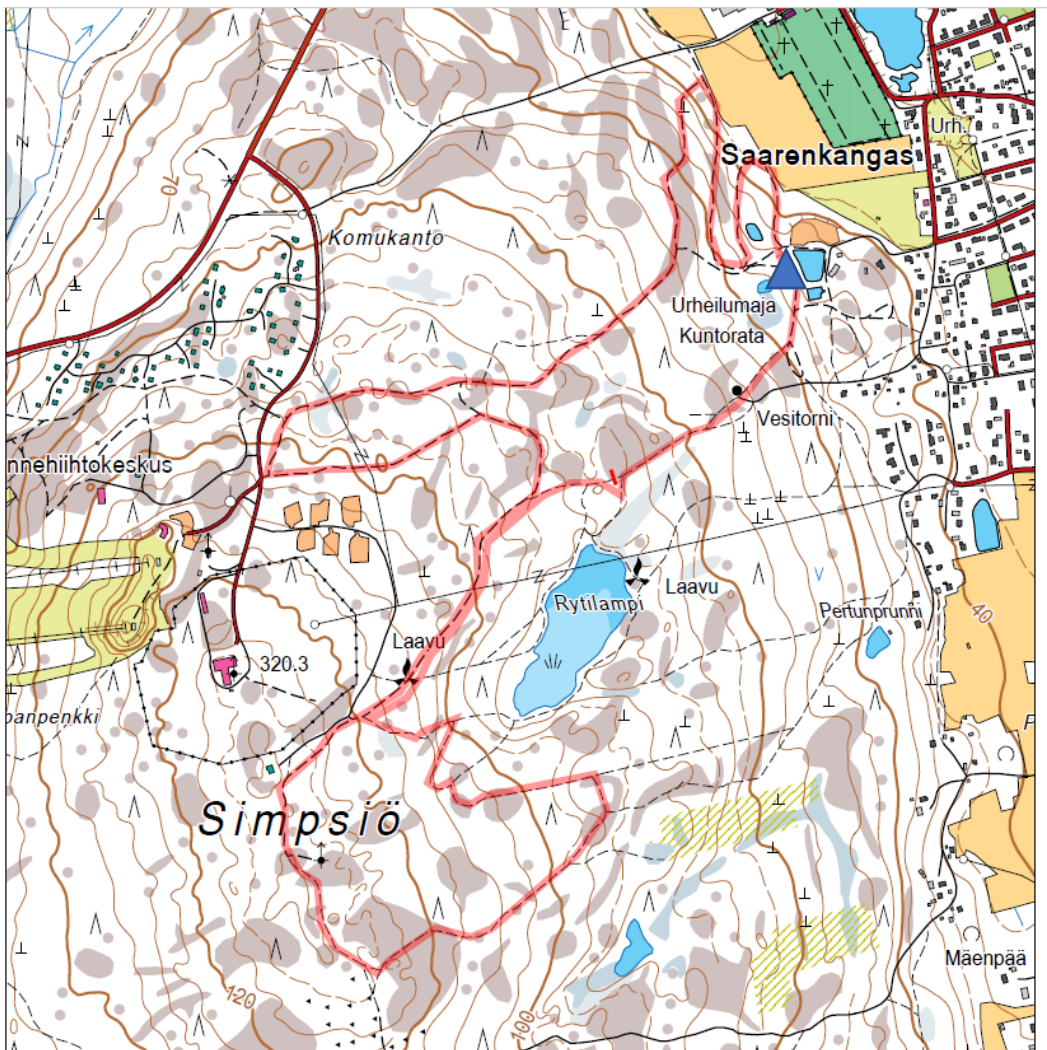 Urh.
Saarenkangas
70
Komukanto
Urheilumaja
Kuntorata
Vesitorni
nnehiihtokeskus
Z
Z
Laavu
Rytilampi
V
Pertunprunni
40
Laavu
320.3
panpenkki
P
Simpsiö
Mäenpää
120
100